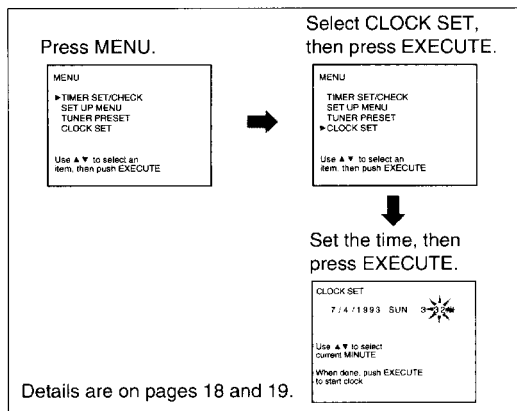 Press MENU.
MENU
▶TIMER SET/CHECK
SET UP MENU
TUNER PRESET
CLOCK SET
Use ▲ ▼ to select an
item, then push EXECUTE
Select CLOCK SET,
then press EXECUTE.
MENU
TIMER SET/CHECK
SET UP MENU
TUNER PRESET
▶CLOCK SET
Use ▲ ▼ to select an
item, then push EXECUTE
Set the time, then
press EXECUTE.
CLOCK SET
7/4/1993 SUN
Use ▲ ▼ to select
current MINUTE
When done, push EXECUTE
to start clock
Details are on pages 18 and 19.